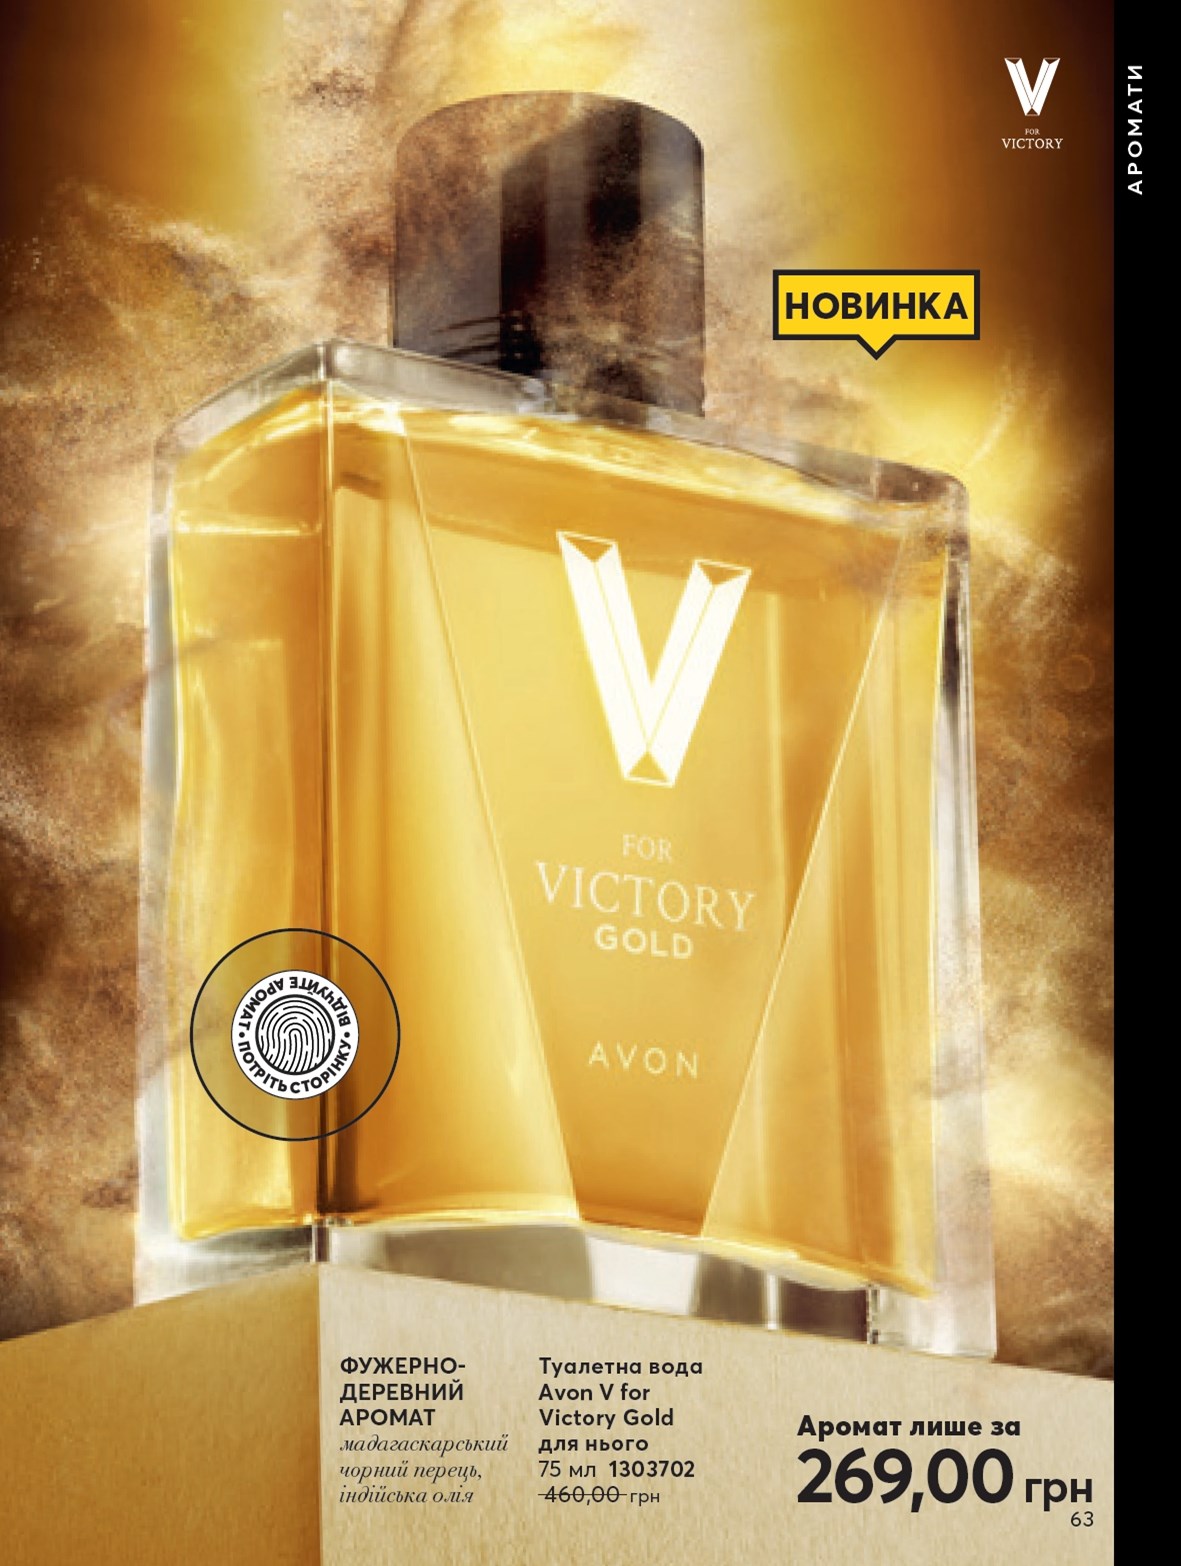 V
FOR
VICTORY
АРОМАТИ
НОВИНКА
V
FOR
VICTORY
GOLD
AVON
ВІДЧУЙТЕ АРОМАТ • ПОТРІТЬ СТОРІНКУ •
ФУЖЕРНО-
ДЕРЕВНИЙ
АРОМАТ
мадагаскарський
чорний перець,
індійська олія
Туалетна вода
Avon V for
Victory Gold
для нього
75 мл 1303702
460,00 грн
Аромат лише за
269,00 грн
63